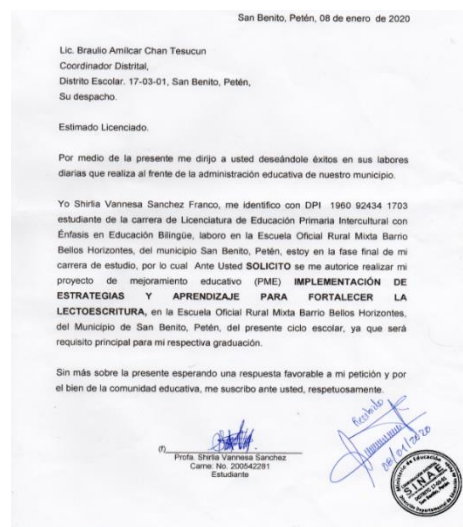 San Benito, Petén, 08 de enero de 2020
Lic. Braulio Amilcar Chan Tesucun
Coordinador Distrital,
Distrito Escolar. 17-03-01, San Benito, Petén,
Su despacho.
Estimado Licenciado.
Por medio de la presente me dirijo a usted deseándole éxitos en sus labores
diarias que realiza al frente de la administración educativa de nuestro municipio.
Yo Shirlia Vannesa Sanchez Franco, me identifico con DPI 1960 92434 1703
estudiante de la carrera de Licenciatura de Educación Primaria Intercultural con
Énfasis en Educación Bilingüe, laboro en la Escuela Oficial Rural Mixta Barrio
Bellos Horizontes, del municipio San Benito, Petén, estoy en la fase final de mi
carrera de estudio, por lo cual Ante Usted SOLICITO se me autorice realizar mi
proyecto de mejoramiento educativo (PME) IMPLEMENTACIÓN DE
ESTRATEGIAS Y APRENDIZAJE PARA FORTALECER LA
LECTOESCRITURA, en la Escuela Oficial Rural Mixta Barrio Bellos Horizontes,
del Municipio de San Benito, Petén, del presente ciclo escolar, ya que será
requisito principal para mi respectiva graduación.
Sin más sobre la presente esperando una respuesta favorable a mi petición y por
el bien de la comunidad educativa, me suscribo ante usted, respetuosamente.
Recibido
08/01/2020
(f)
Profa. Shirlia Vannesa Sanchez
Carne: No. 200542281
Estudiante
Ministerio de Educación
SINAE
San Benito, Petén